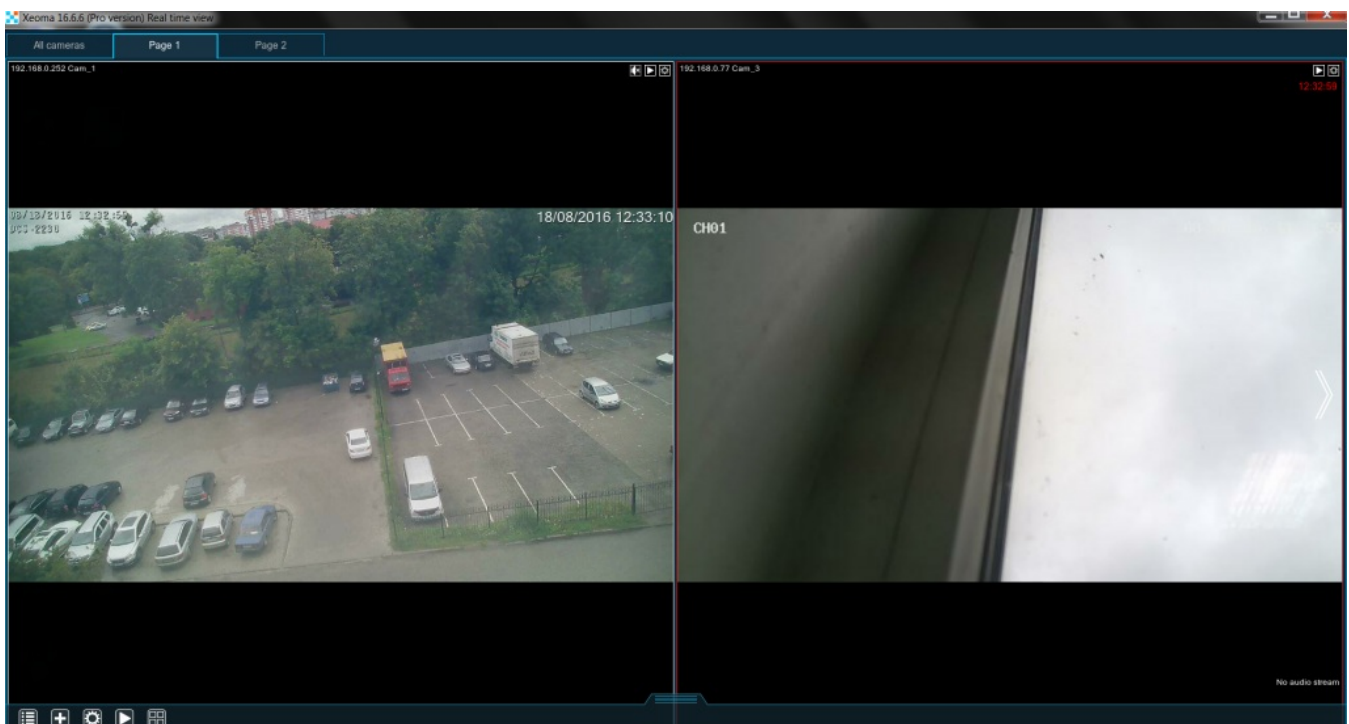 Xeoma 16.6.6 (Pro version) Real time view
All cameras
Page 1
Page 2
192.168.0.252 Cam_1
192.168.0.77 Cam_3
12:32:59
18/08/2016 12:33:10
CH01
No audio stream